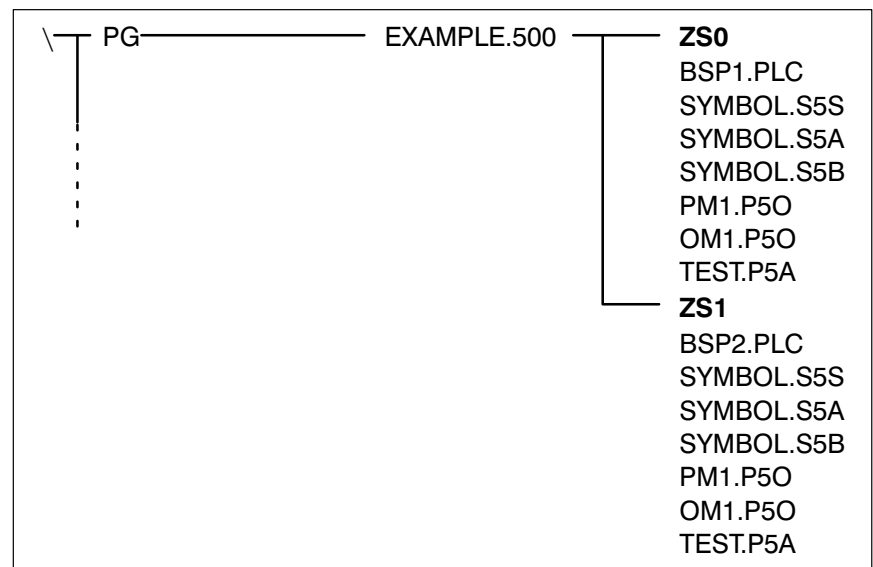 \ PG EXAMPLE.500 ZS0
BSP1.PLC
SYMBOL.S5S
SYMBOL.S5A
SYMBOL.S5B
PM1.P5O
OM1.P5O
TEST.P5A
ZS1
BSP2.PLC
SYMBOL.S5S
SYMBOL.S5A
SYMBOL.S5B
PM1.P5O
OM1.P5O
TEST.P5A